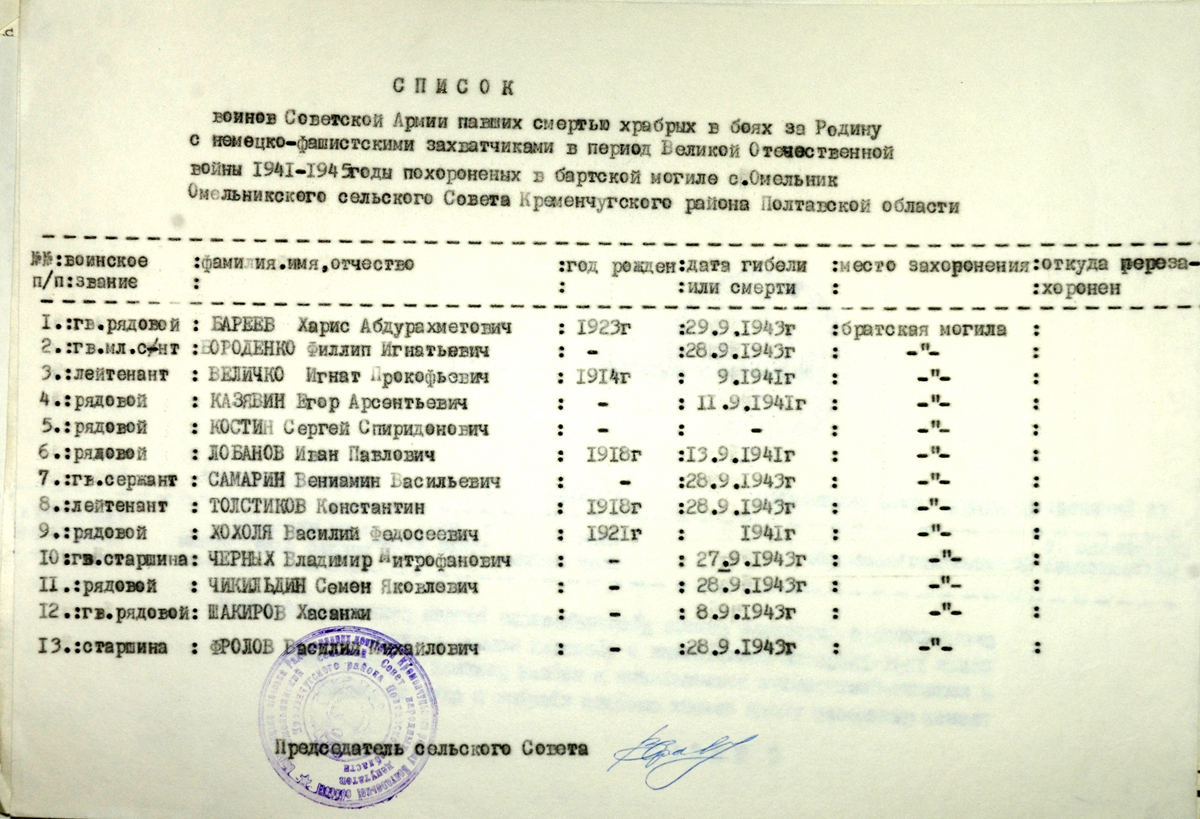 СПИСОК
воинов Советской Армии павших смертью храбрых в боях за Родину
с немецко-фашистскими захватчиками в период Великой Отечественной
войны 1941-1945годы похороненых в бартской могиле с.Омельник
Омельникского сельского Совета Кременчугского района Полтавской области
№№:воинское :фамилия.имя,отчество :год рожден:дата гибели :место захоронения:откуда переза-
п/п:звание : : :или смерти : :хоронен
1.:гв.рядовой : БАРЕЕВ Харис Абдурахметович : 1923г :29.9.1943г :братская могила :
2.:гв.мл.с-нт :БОРОДЕНКО Филлип Игнатьевич : - :28.9.1943г : -"- :
3.:лейтенант : ВЕЛИЧКО Игнат Прокофьевич : 1914г : 9.1941г : -"- :
4.:рядовой : КАЗЯВИН Егор Арсентьевич : - : 11.9.1941г : -"- :
5.:рядовой : КОСТИН Сергей Спиридонович : - : - : -"- :
6.:рядовой : ЛОБАНОВ Иван Павлович : 1918г :13.9.1941г : -"- :
7.:гв.сержант : САМАРИН Вениамин Васильевич : - :28.9.1943г : -"- :
8.:лейтенант : ТОЛСТИКОВ Константин : 1918г :28.9.1943г : -"- :
9.:рядовой : ХОХОЛЯ Василий Федосеевич : 1921г : 1941г : -"- :
10:гв.старшина: ЧЕРНЫХ Владимир Митрофанович : - : 27.9.1943г : -"- :
11.:рядовой : ЧИКИЛЬДИН Семен Яковлевич : - : 28.9.1943г : -"- :
12.:гв.рядовой: ШАКИРОВ Хасанжи : - : 8.9.1943г : -"- :
13.:старшина : ФРОЛОВ Василий Михайлович : - :28.9.1943г : -"- :
Председатель сельского Совета